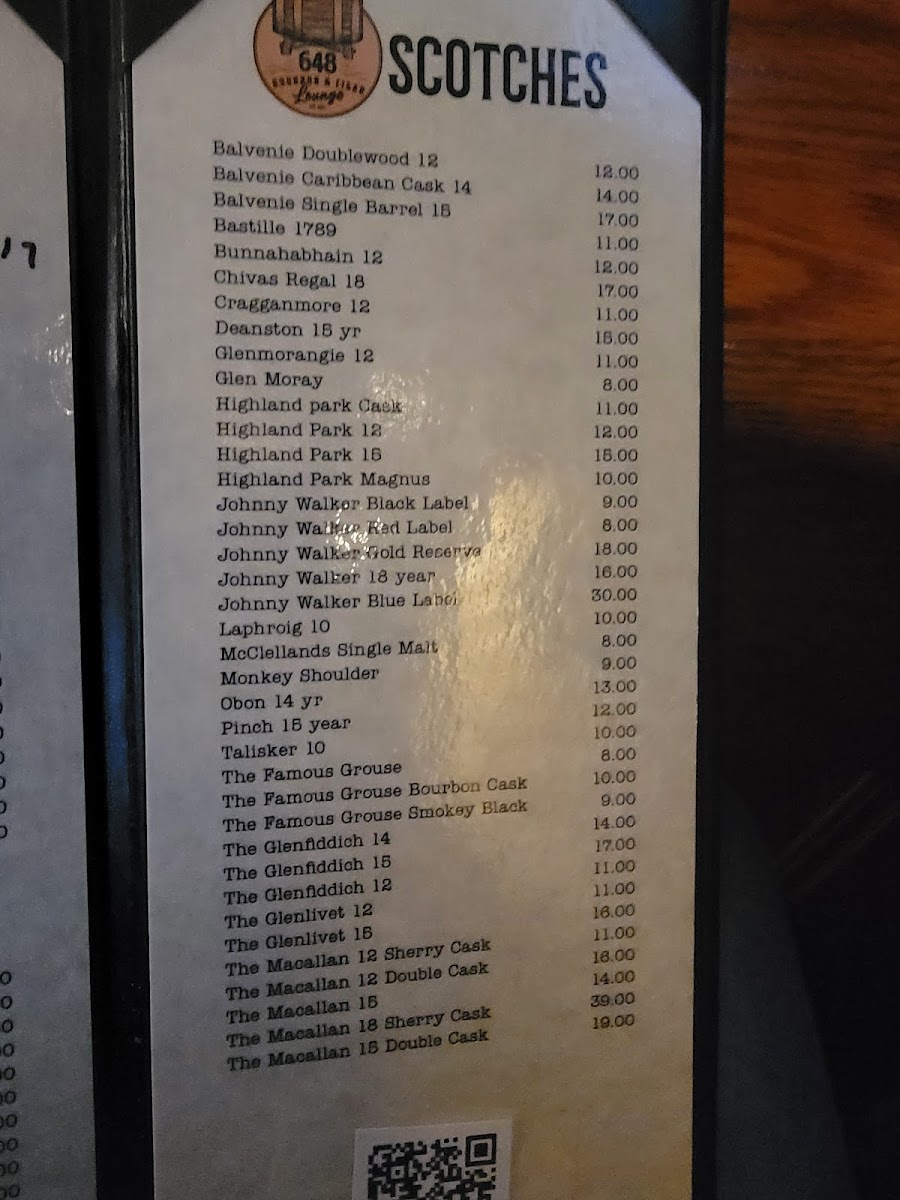 648
BOURBON & CIGAR
Lounge
SCOTCHES
Balvenie Doublewood 12 12.00
Balvenie Caribbean Cask 14 14.00
Balvenie Single Barrel 15 17.00
Bastille 1789 11.00
Bunnahabhain 12 12.00
Chivas Regal 18 17.00
Cragganmore 12 11.00
Deanston 15 yr 15.00
Glenmorangie 12 11.00
Glen Moray 8.00
Highland park Cask 11.00
Highland Park 12 12.00
Highland Park 15 15.00
Highland Park Magnus 10.00
Johnny Walker Black Label 9.00
Johnny Walker Red Label 8.00
Johnny Walker Gold Reserve 18.00
Johnny Walker 18 year 16.00
Johnny Walker Blue Label 30.00
Laphroig 10 10.00
McClellands Single Malt 8.00
Monkey Shoulder 9.00
Obon 14 yr 13.00
Pinch 15 year 12.00
Talisker 10 10.00
The Famous Grouse 8.00
The Famous Grouse Bourbon Cask 10.00
The Famous Grouse Smokey Black 9.00
The Glenfiddich 14 14.00
The Glenfiddich 15 17.00
The Glenfiddich 12 11.00
The Glenlivet 12 11.00
The Glenlivet 15 16.00
The Macallan 12 Sherry Cask 11.00
The Macallan 12 Double Cask 18.00
The Macallan 15 14.00
The Macallan 18 Sherry Cask 39.00
The Macallan 15 Double Cask 19.00